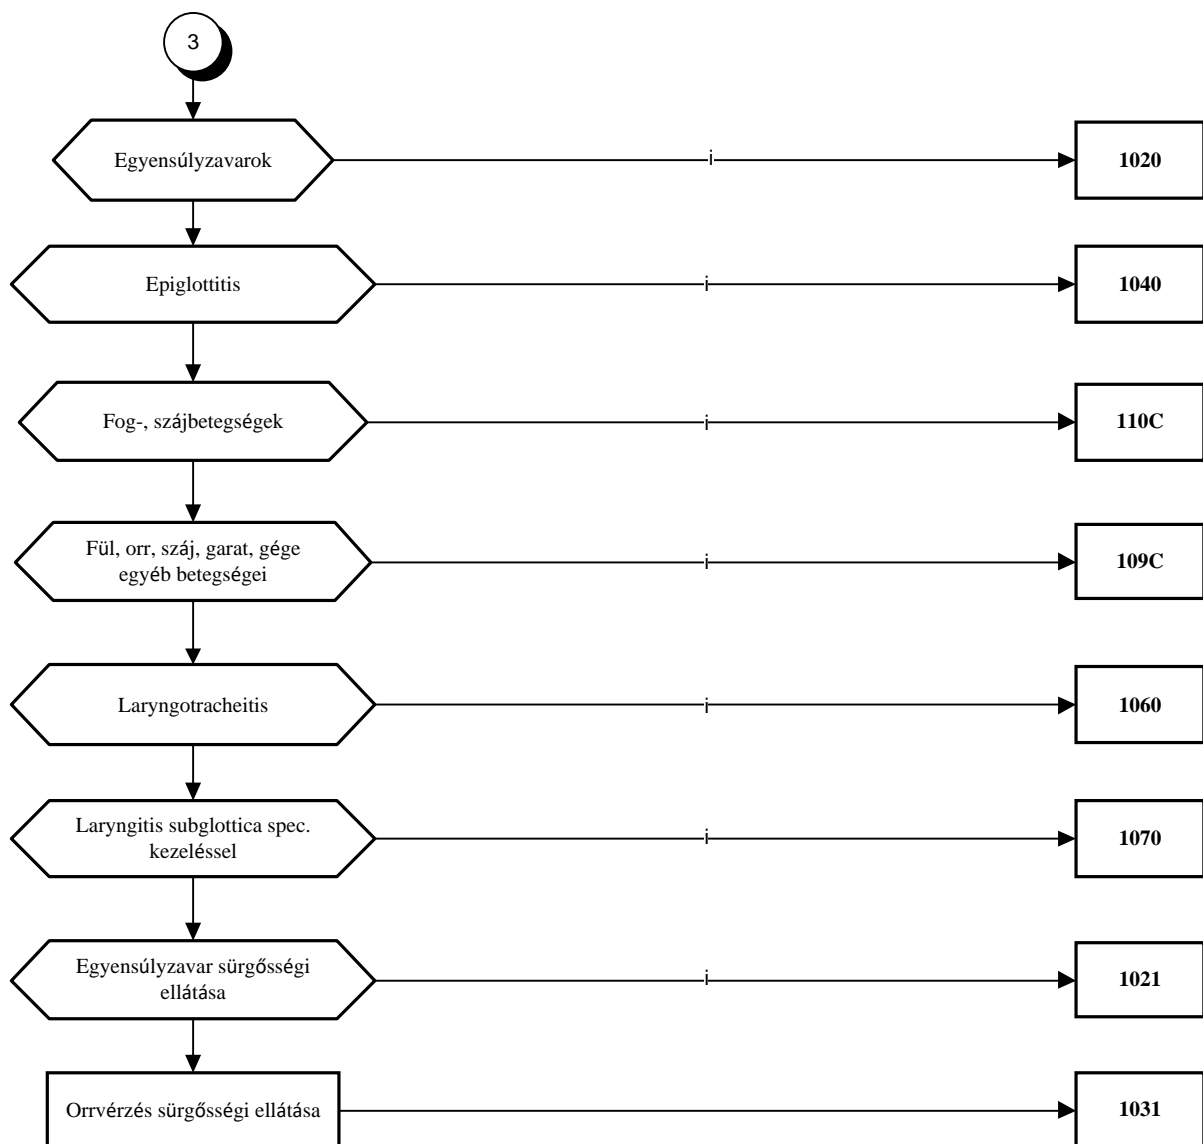 3
Egyensúlyzavarok
i
1020
Epiglottitis
i
1040
Fog-, szájbetegségek
i
110C
Fül, orr, száj, garat, gége
egyéb betegségei
i
109C
Laryngotracheitis
i
1060
Laryngitis subglottica spec.
kezeléssel
i
1070
Egyensúlyzavar sürgősségi
ellátása
i
1021
Orrvérzés sürgősségi ellátása
1031